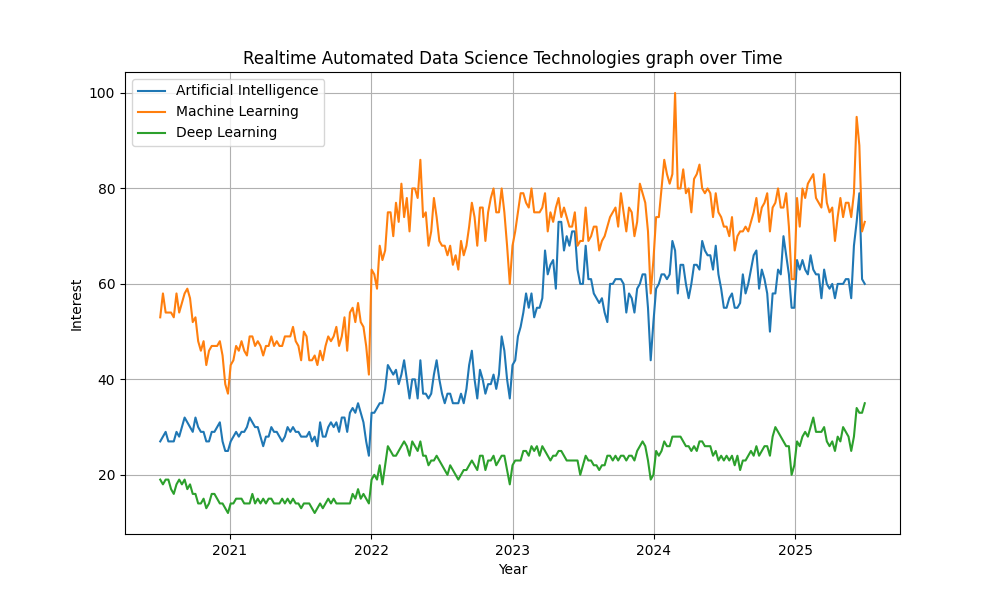 Realtime Automated Data Science Technologies graph over Time
Artificial Intelligence
Machine Learning
Deep Learning
100
80
60
40
20
Interest
2021 2022 2023 2024 2025
Year